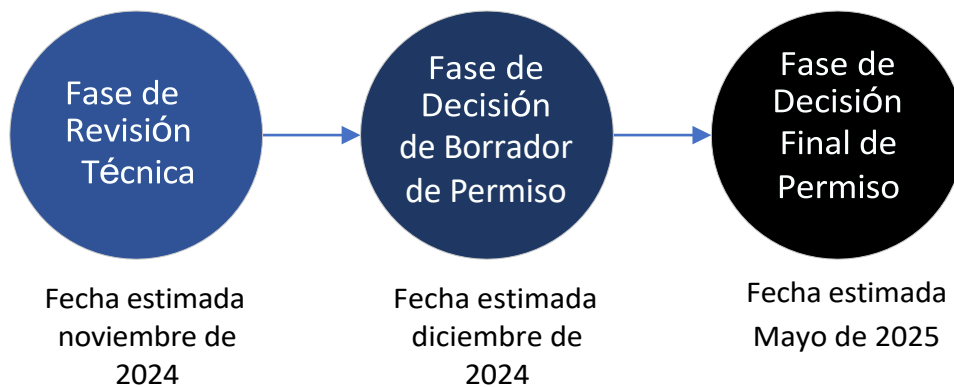 Fase de
Revisión
Técnica
Fecha estimada
noviembre de
2024
Fase de
Decisión
de Borrador
de Permiso
Fecha estimada
diciembre de
2024
Fase de
Decisión
Final de
Permiso
Fecha estimada
Mayo de 2025